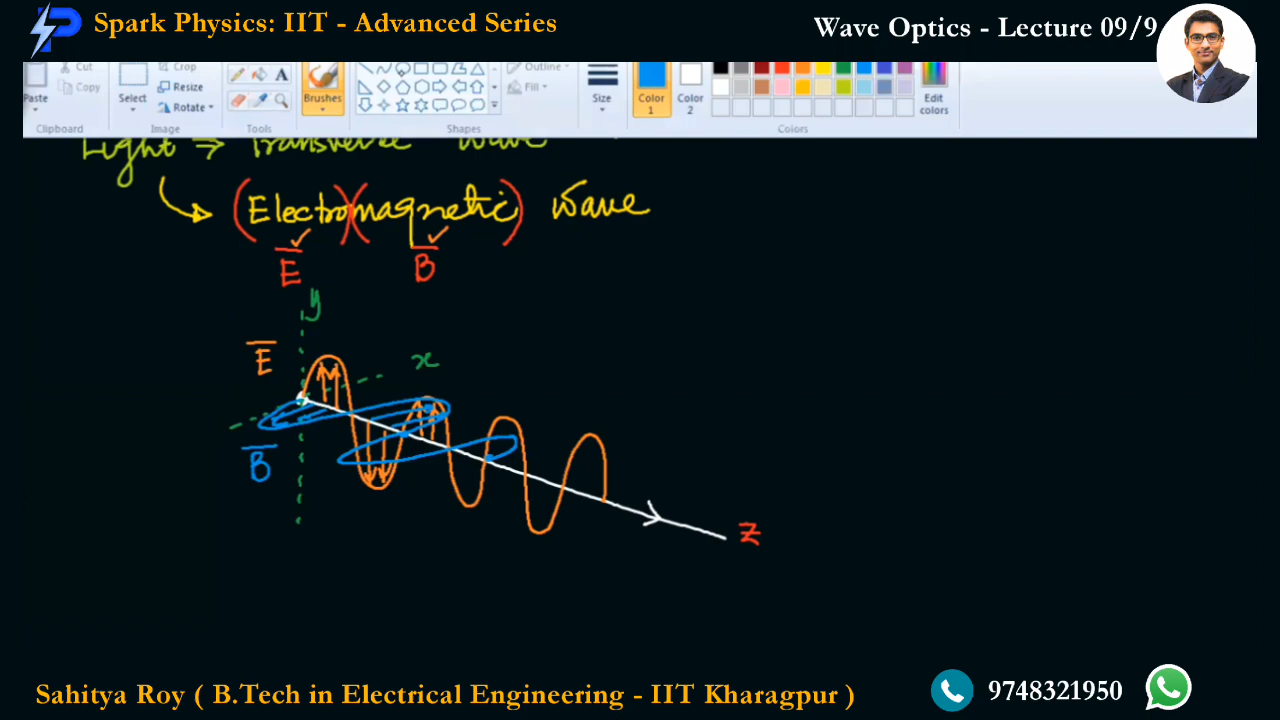 Spark Physics: IIT - Advanced Series
Wave Optics - Lecture 09/9
Paste
Cut
Copy
Clipboard
Select
Crop
Resize
Rotate
Image
Tools
A
Brushes
Shapes
Outline
Fill
Size
Color 1
Color 2
Edit colors
Colors
Light ⇒ Transverse wave
(Electro)(magnetic) wave
E B
y
E
x
B
Z
Sahitya Roy ( B.Tech in Electrical Engineering - IIT Kharagpur )
9748321950